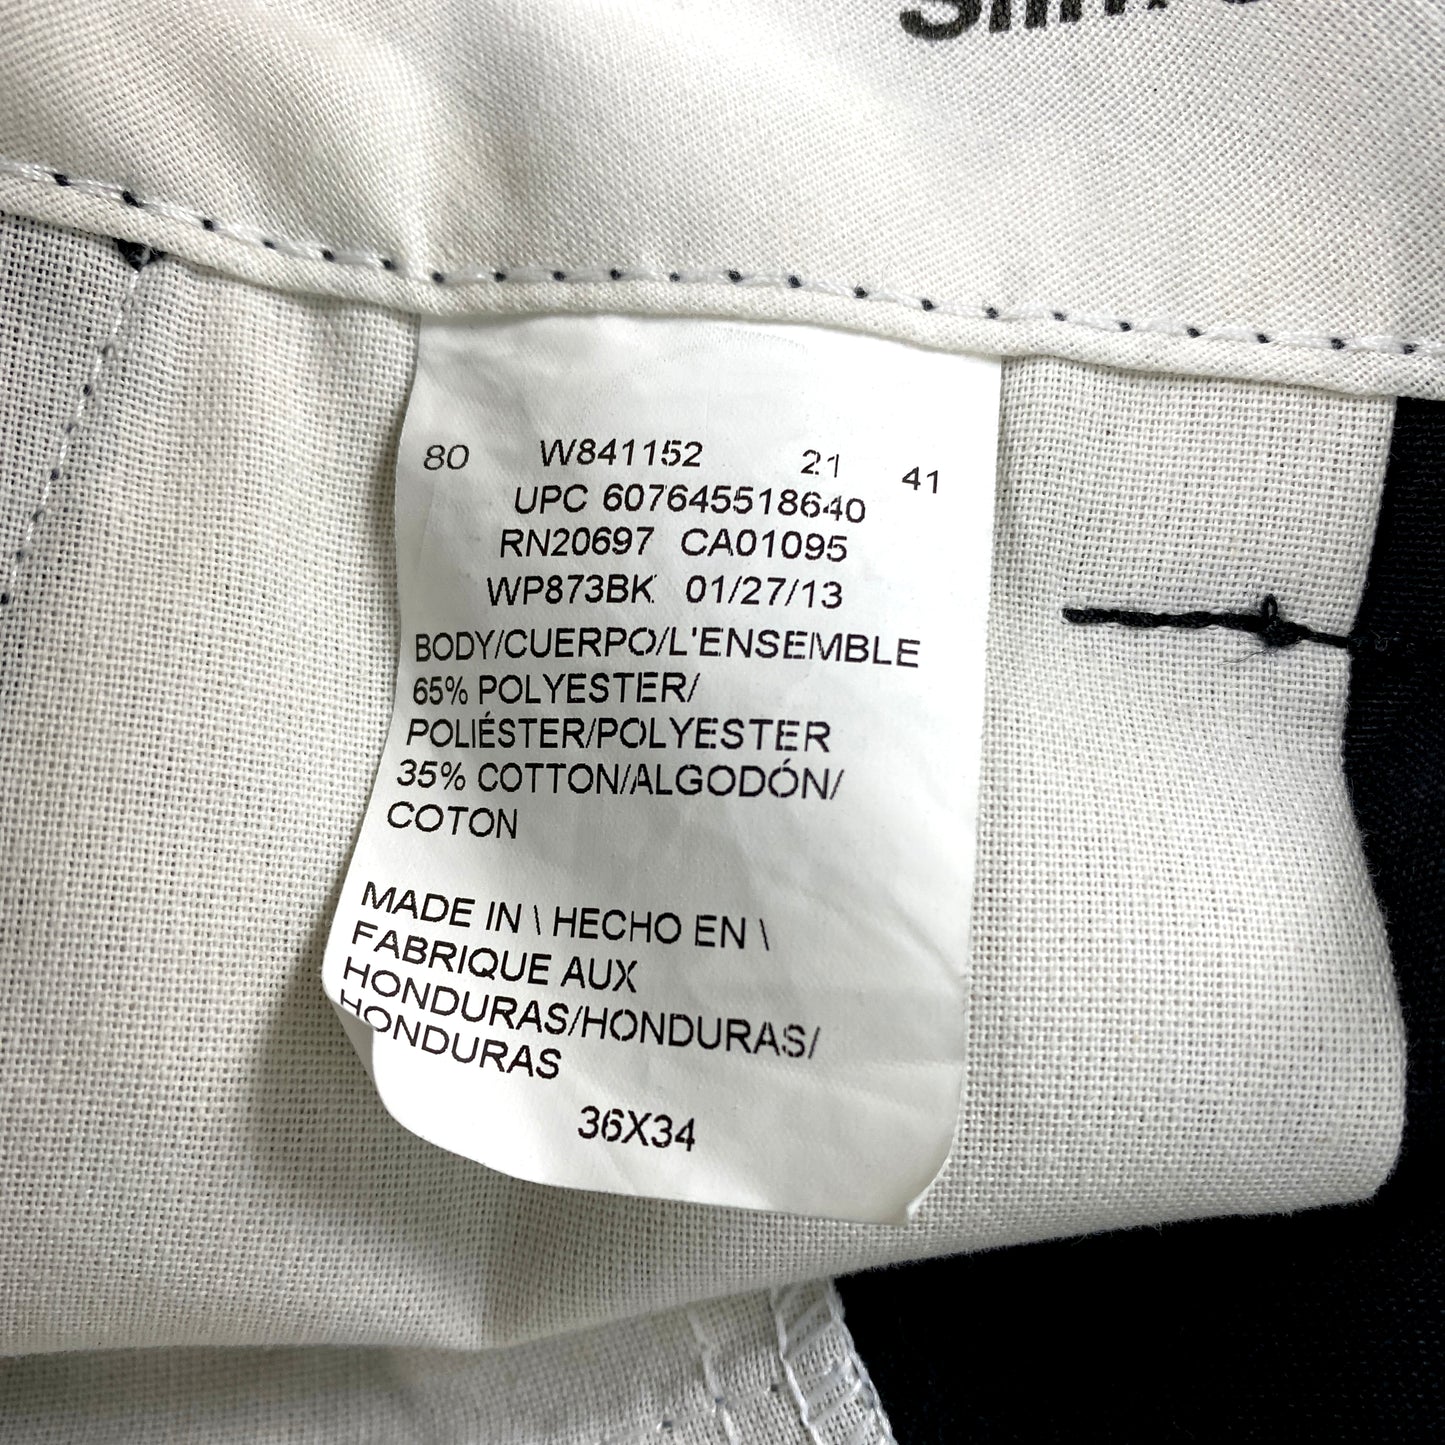 80 W841152 21 41
UPC 607645518640
RN20697 CA01095
WP873BK 01/27/13
BODY/CUERPO/L'ENSEMBLE
65% POLYESTER/
POLIÉSTER/POLYESTER
35% COTTON/ALGODÓN/
COTON
MADE IN \ HECHO EN \
FABRIQUE AUX
HONDURAS/HONDURAS/
HONDURAS
36X34